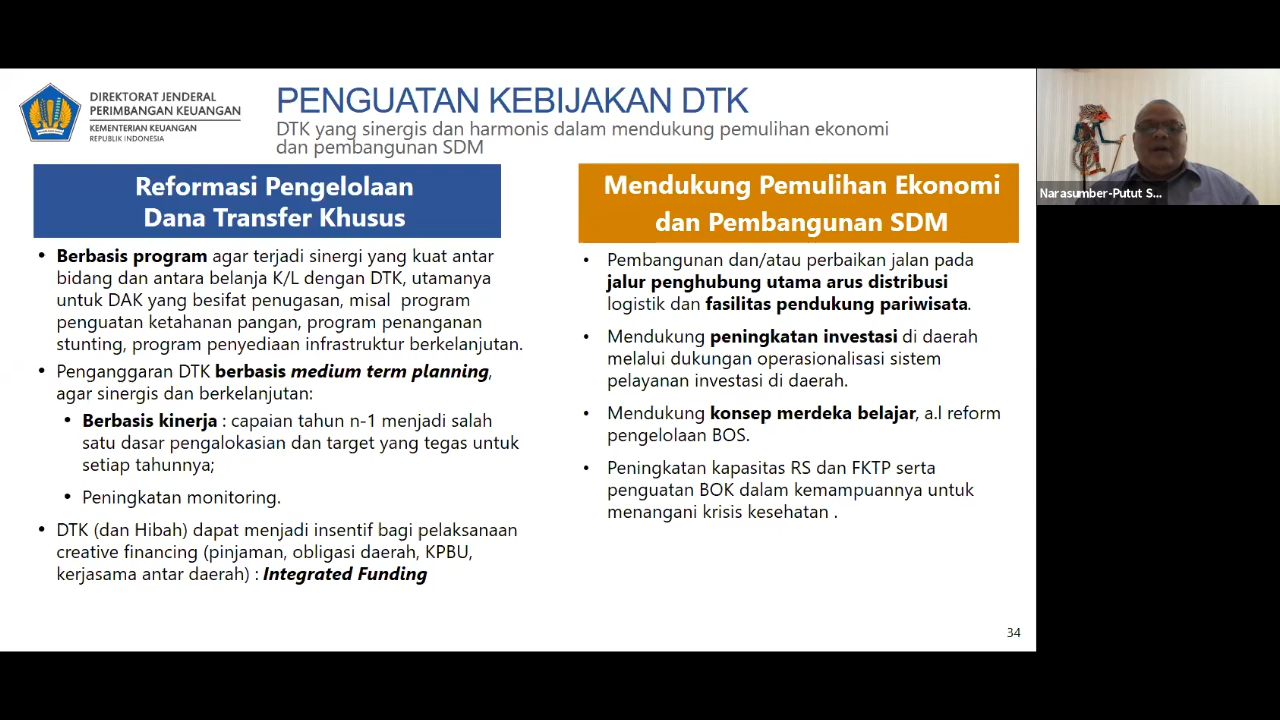 DIREKTORAT JENDERAL
PERIMBANGAN KEUANGAN
KEMENTERIAN KEUANGAN
REPUBLIK INDONESIA
PENGUATAN KEBIJAKAN DTK
DTK yang sinergis dan harmonis dalam mendukung pemulihan ekonomi
dan pembangunan SDM
Reformasi Pengelolaan
Dana Transfer Khusus
• Berbasis program agar terjadi sinergi yang kuat antar
bidang dan antara belanja K/L dengan DTK, utamanya
untuk DAK yang besifat penugasan, misal program
penguatan ketahanan pangan, program penanganan
stunting, program penyediaan infrastruktur berkelanjutan.
• Penganggaran DTK berbasis medium term planning,
agar sinergis dan berkelanjutan:
• Berbasis kinerja : capaian tahun n-1 menjadi salah
satu dasar pengalokasian dan target yang tegas untuk
setiap tahunnya;
• Peningkatan monitoring.
• DTK (dan Hibah) dapat menjadi insentif bagi pelaksanaan
creative financing (pinjaman, obligasi daerah, KPBU,
kerjasama antar daerah) : Integrated Funding
Mendukung Pemulihan Ekonomi
dan Pembangunan SDM
• Pembangunan dan/atau perbaikan jalan pada
jalur penghubung utama arus distribusi
logistik dan fasilitas pendukung pariwisata.
• Mendukung peningkatan investasi di daerah
melalui dukungan operasionalisasi sistem
pelayanan investasi di daerah.
• Mendukung konsep merdeka belajar, a.l reform
pengelolaan BOS.
• Peningkatan kapasitas RS dan FKTP serta
penguatan BOK dalam kemampuannya untuk
menangani krisis kesehatan .
34
Narasumber-Putut S...